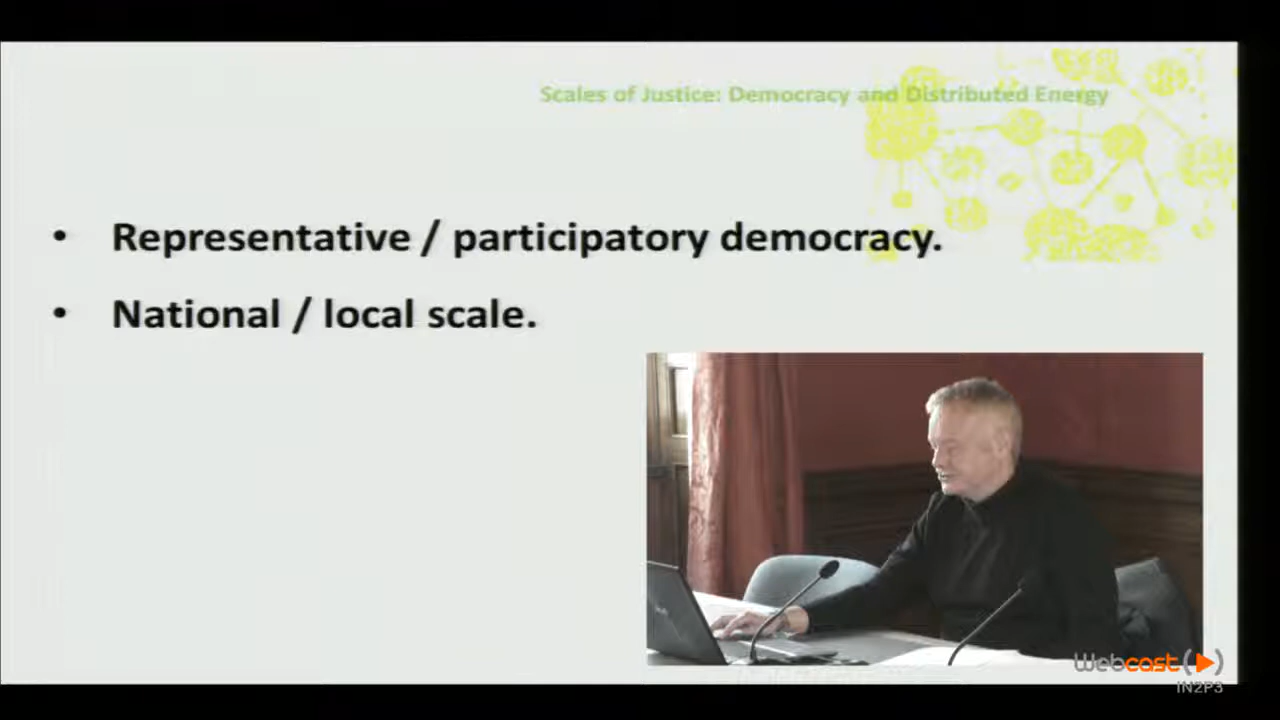 Scales of Justice: Democracy and Distributed Energy
• Representative / participatory democracy.
• National / local scale.
Webcast
IN2P3